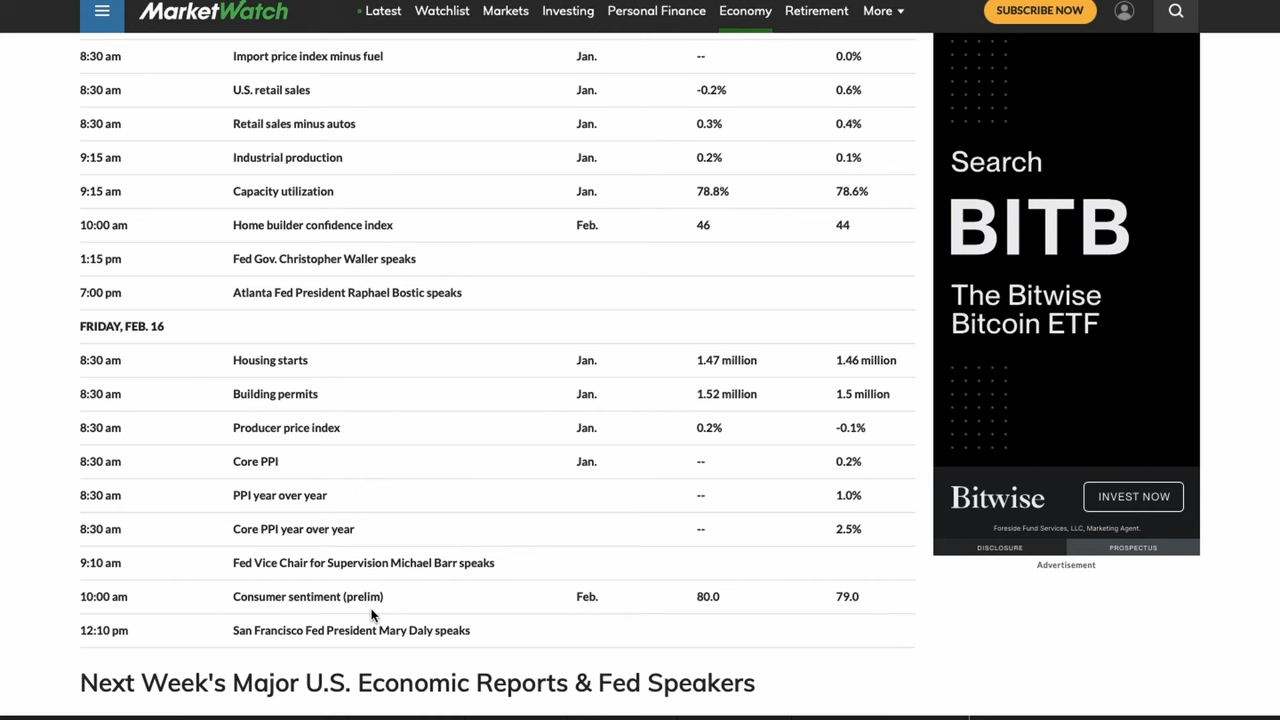 MarketWatch
Latest Watchlist Markets Investing Personal Finance Economy Retirement More
SUBSCRIBE NOW
8:30 am Import price index minus fuel Jan. -- 0.0%
8:30 am U.S. retail sales Jan. -0.2% 0.6%
8:30 am Retail sales minus autos Jan. 0.3% 0.4%
9:15 am Industrial production Jan. 0.2% 0.1%
9:15 am Capacity utilization Jan. 78.8% 78.6%
10:00 am Home builder confidence index Feb. 46 44
1:15 pm Fed Gov. Christopher Waller speaks
7:00 pm Atlanta Fed President Raphael Bostic speaks
FRIDAY, FEB. 16
8:30 am Housing starts Jan. 1.47 million 1.46 million
8:30 am Building permits Jan. 1.52 million 1.5 million
8:30 am Producer price index Jan. 0.2% -0.1%
8:30 am Core PPI Jan. -- 0.2%
8:30 am PPI year over year -- 1.0%
8:30 am Core PPI year over year -- 2.5%
9:10 am Fed Vice Chair for Supervision Michael Barr speaks
10:00 am Consumer sentiment (prelim) Feb. 80.0 79.0
12:10 pm San Francisco Fed President Mary Daly speaks
Next Week's Major U.S. Economic Reports & Fed Speakers
Search
BITB
The Bitwise
Bitcoin ETF
Bitwise INVEST NOW
Foreside Fund Services, LLC, Marketing Agent.
DISCLOSURE PROSPECTUS
Advertisement